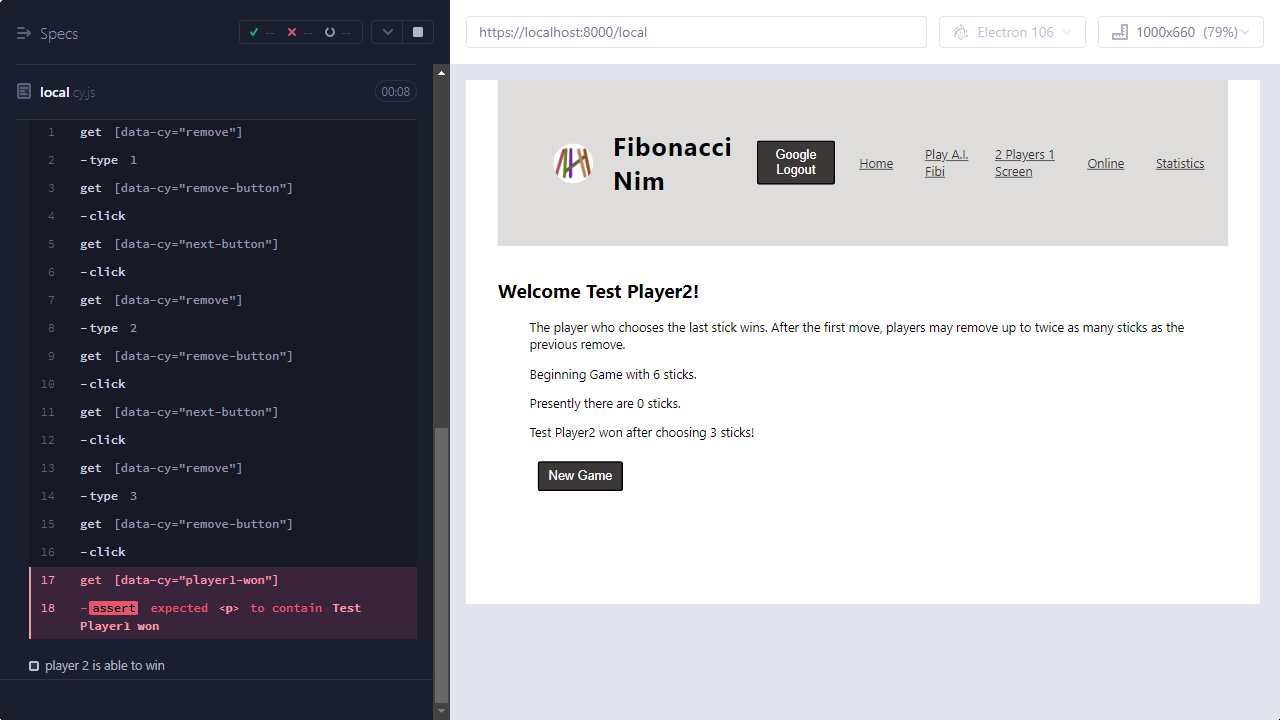 Specs
--
--
--
local.cy.js
00:08
1 get [data-cy="remove"]
2 -type 1
3 get [data-cy="remove-button"]
4 -click
5 get [data-cy="next-button"]
6 -click
7 get [data-cy="remove"]
8 -type 2
9 get [data-cy="remove-button"]
10 -click
11 get [data-cy="next-button"]
12 -click
13 get [data-cy="remove"]
14 -type 3
15 get [data-cy="remove-button"]
16 -click
17 get [data-cy="player1-won"]
18 -assert expected <p> to contain Test
Player1 won
player 2 is able to win
https://localhost:8000/local
Electron 106
1000x660 (79%)
Fibonacci
Nim
Google
Logout
Home
Play A.I.
Fibi
2 Players 1
Screen
Online
Statistics
Welcome Test Player2!
The player who chooses the last stick wins. After the first move, players may remove up to twice as many sticks as the
previous remove.
Beginning Game with 6 sticks.
Presently there are 0 sticks.
Test Player2 won after choosing 3 sticks!
New Game